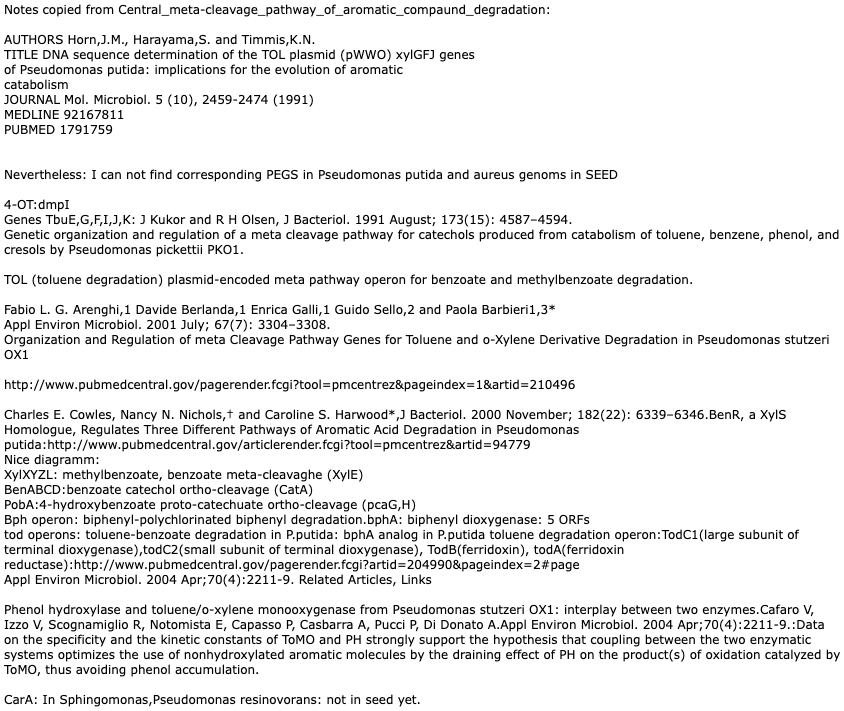 Notes copied from Central_meta-cleavage_pathway_of_aromatic_compaund_degradation:
AUTHORS Horn,J.M., Harayama,S. and Timmis,K.N.
TITLE DNA sequence determination of the TOL plasmid (pWWO) xylGFJ genes
of Pseudomonas putida: implications for the evolution of aromatic
catabolism
JOURNAL Mol. Microbiol. 5 (10), 2459-2474 (1991)
MEDLINE 92167811
PUBMED 1791759
Nevertheless: I can not find corresponding PEGS in Pseudomonas putida and aureus genoms in SEED
4-OT:dmpI
Genes TbuE,G,F,I,J,K: J Kukor and R H Olsen, J Bacteriol. 1991 August; 173(15): 4587–4594.
Genetic organization and regulation of a meta cleavage pathway for catechols produced from catabolism of toluene, benzene, phenol, and
cresols by Pseudomonas pickettii PKO1.
TOL (toluene degradation) plasmid-encoded meta pathway operon for benzoate and methylbenzoate degradation.
Fabio L. G. Arenghi,1 Davide Berlanda,1 Enrica Galli,1 Guido Sello,2 and Paola Barbieri1,3*
Appl Environ Microbiol. 2001 July; 67(7): 3304–3308.
Organization and Regulation of meta Cleavage Pathway Genes for Toluene and o-Xylene Derivative Degradation in Pseudomonas stutzeri
OX1
http://www.pubmedcentral.gov/pagerender.fcgi?tool=pmcentrez&pageindex=1&artid=210496
Charles E. Cowles, Nancy N. Nichols,† and Caroline S. Harwood*,J Bacteriol. 2000 November; 182(22): 6339–6346.BenR, a XylS
Homologue, Regulates Three Different Pathways of Aromatic Acid Degradation in Pseudomonas
putida:http://www.pubmedcentral.gov/articlerender.fcgi?tool=pmcentrez&artid=94779
Nice diagramm:
XylXYZL: methylbenzoate, benzoate meta-cleavaghe (XylE)
BenABCD:benzoate catechol ortho-cleavage (CatA)
PobA:4-hydroxybenzoate proto-catechuate ortho-cleavage (pcaG,H)
Bph operon: biphenyl-polychlorinated biphenyl degradation.bphA: biphenyl dioxygenase: 5 ORFs
tod operons: toluene-benzoate degradation in P.putida: bphA analog in P.putida toluene degradation operon:TodC1(large subunit of
terminal dioxygenase),todC2(small subunit of terminal dioxygenase), TodB(ferridoxin), todA(ferridoxin
reductase):http://www.pubmedcentral.gov/pagerender.fcgi?artid=204990&pageindex=2#page
Appl Environ Microbiol. 2004 Apr;70(4):2211-9. Related Articles, Links
Phenol hydroxylase and toluene/o-xylene monooxygenase from Pseudomonas stutzeri OX1: interplay between two enzymes.Cafaro V,
Izzo V, Scognamiglio R, Notomista E, Capasso P, Casbarra A, Pucci P, Di Donato A.Appl Environ Microbiol. 2004 Apr;70(4):2211-9.:Data
on the specificity and the kinetic constants of ToMO and PH strongly support the hypothesis that coupling between the two enzymatic
systems optimizes the use of nonhydroxylated aromatic molecules by the draining effect of PH on the product(s) of oxidation catalyzed by
ToMO, thus avoiding phenol accumulation.
CarA: In Sphingomonas,Pseudomonas resinovorans: not in seed yet.